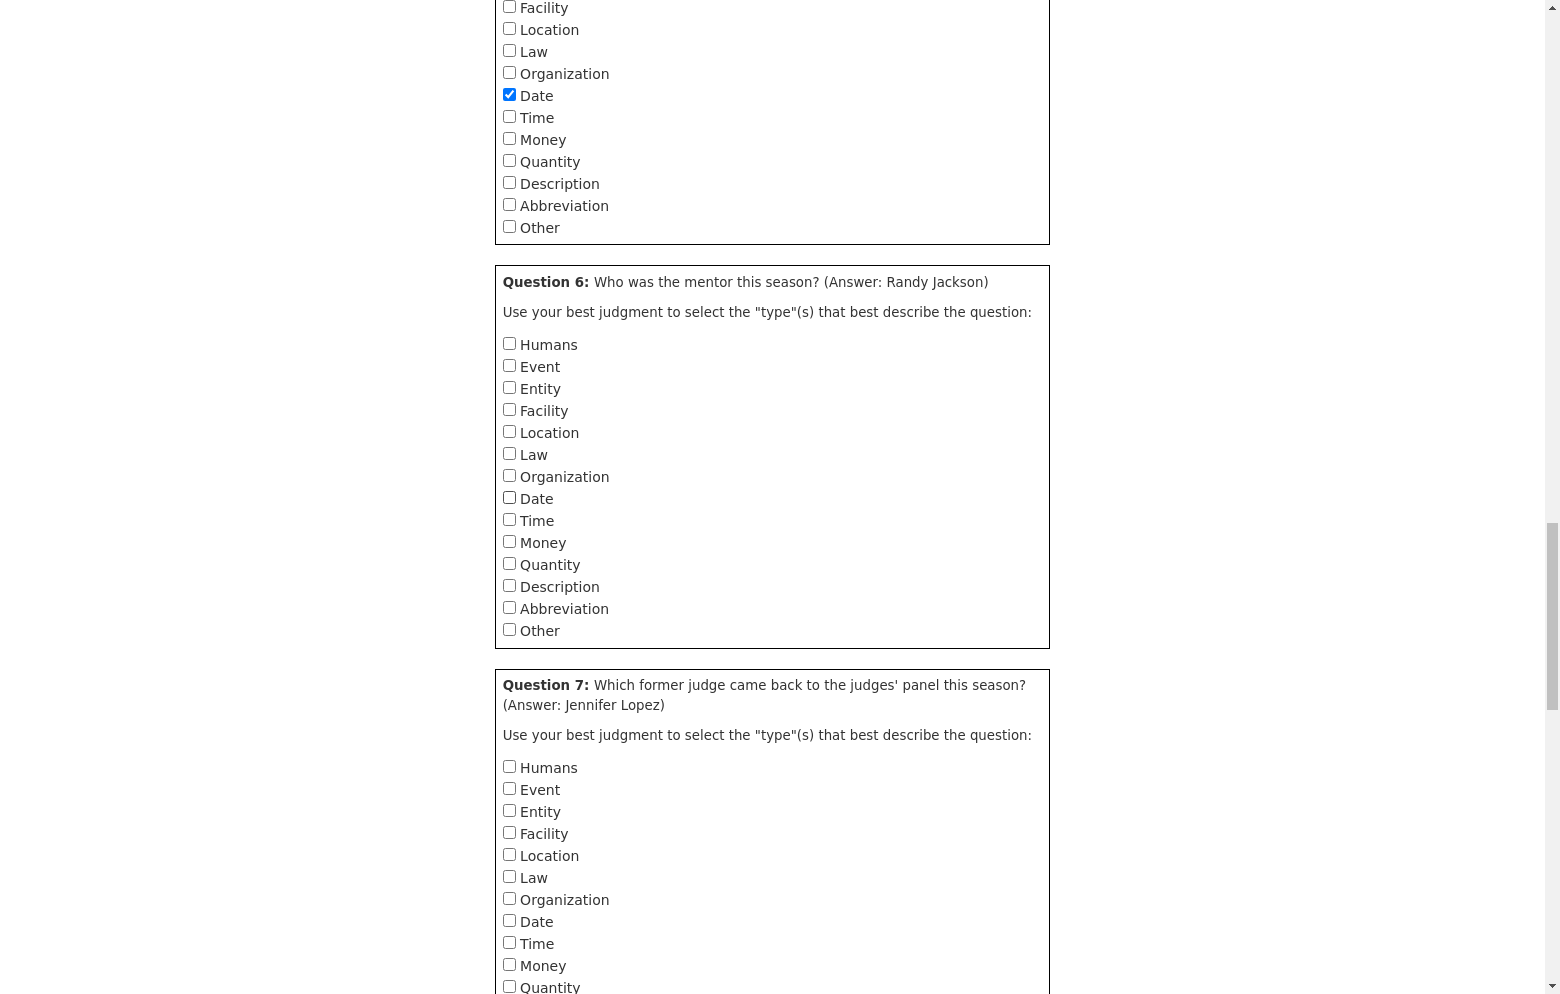 Facility
Location
Law
Organization
Date
Time
Money
Quantity
Description
Abbreviation
Other
Question 6: Who was the mentor this season? (Answer: Randy Jackson)
Use your best judgment to select the "type"(s) that best describe the question:
Humans
Event
Entity
Facility
Location
Law
Organization
Date
Time
Money
Quantity
Description
Abbreviation
Other
Question 7: Which former judge came back to the judges' panel this season?
(Answer: Jennifer Lopez)
Use your best judgment to select the "type"(s) that best describe the question:
Humans
Event
Entity
Facility
Location
Law
Organization
Date
Time
Money
Quantity